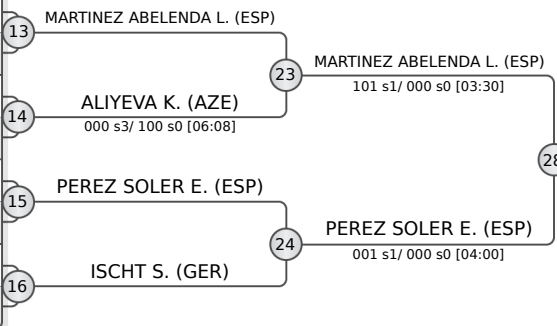 13
MARTINEZ ABELENDA L. (ESP)
23
MARTINEZ ABELENDA L. (ESP)
101 s1/ 000 s0 [03:30]
14
ALIYEVA K. (AZE)
000 s3/ 100 s0 [06:08]
28
15
PEREZ SOLER E. (ESP)
24
PEREZ SOLER E. (ESP)
001 s1/ 000 s0 [04:00]
16
ISCHT S. (GER)